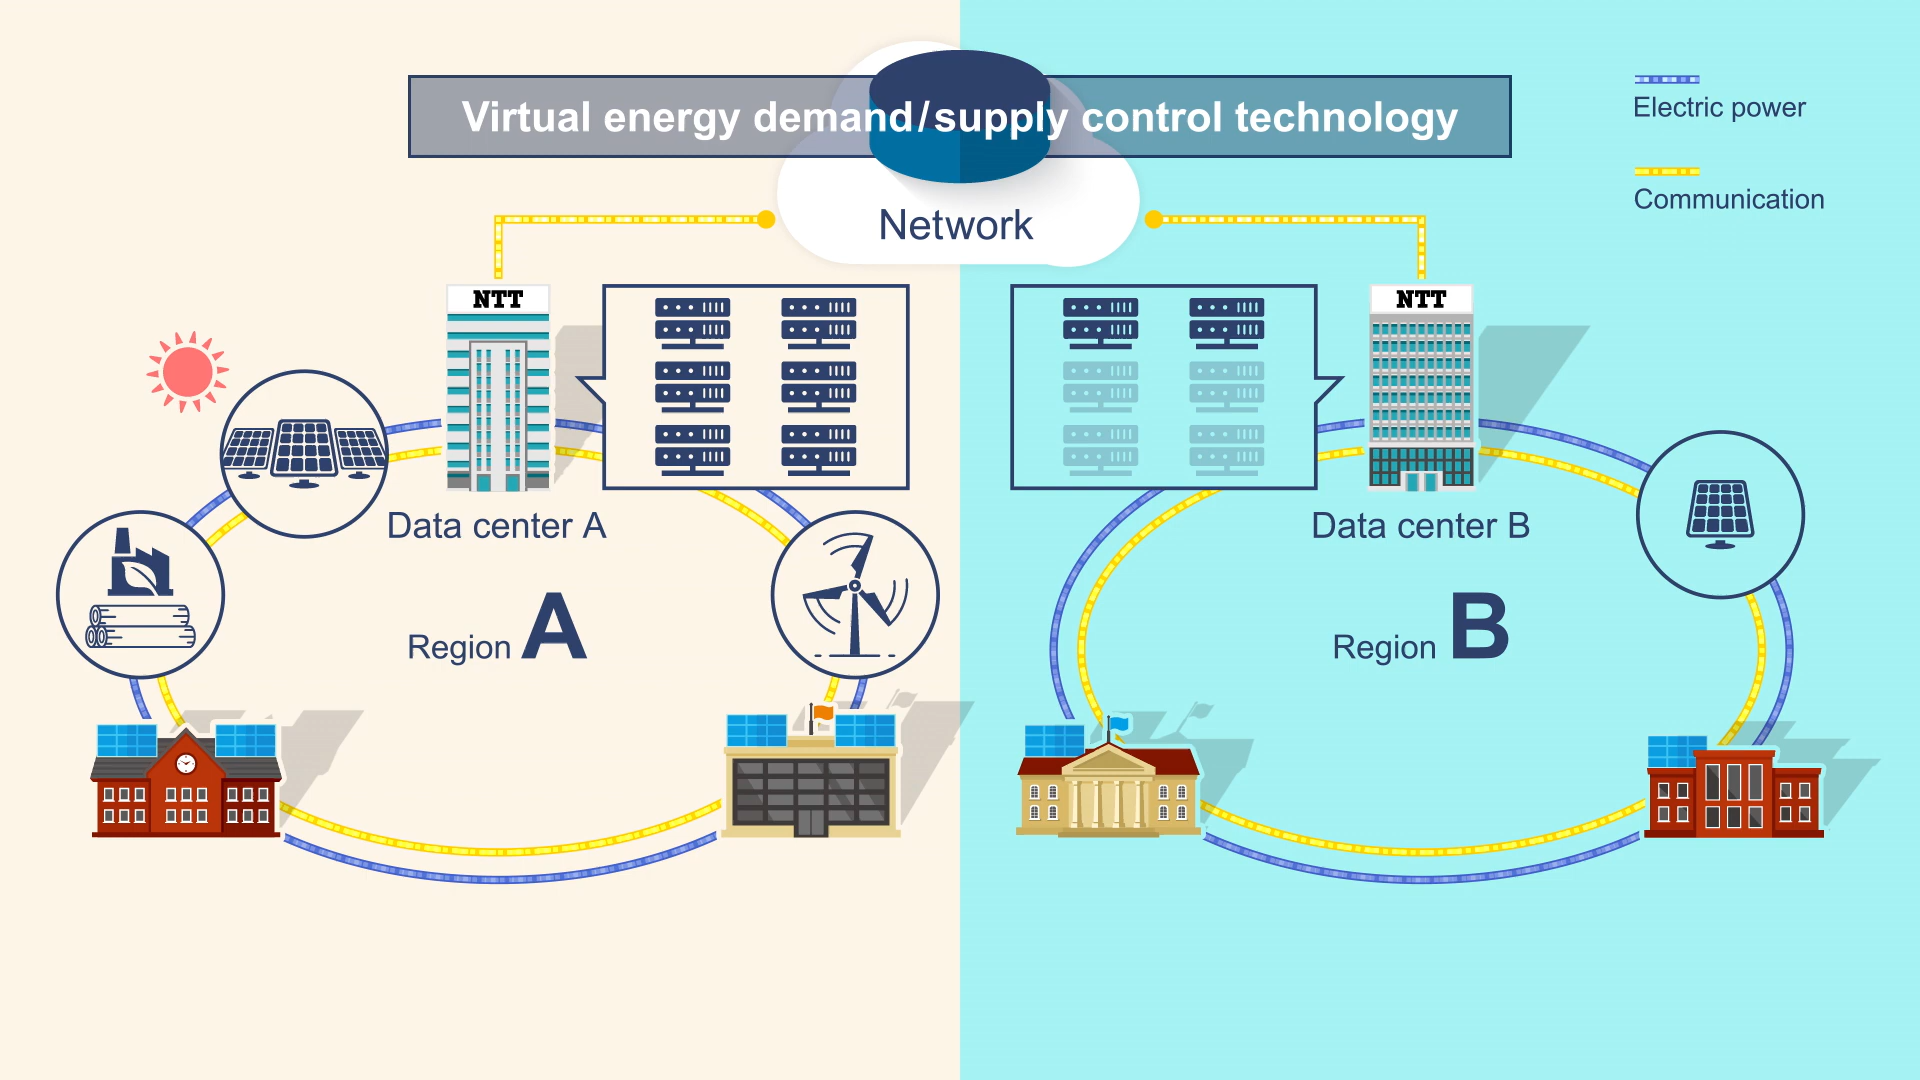 Virtual energy demand/supply control technology
Electric power
Communication
Network
NTT
NTT
Data center A
Data center B
Region A
Region B